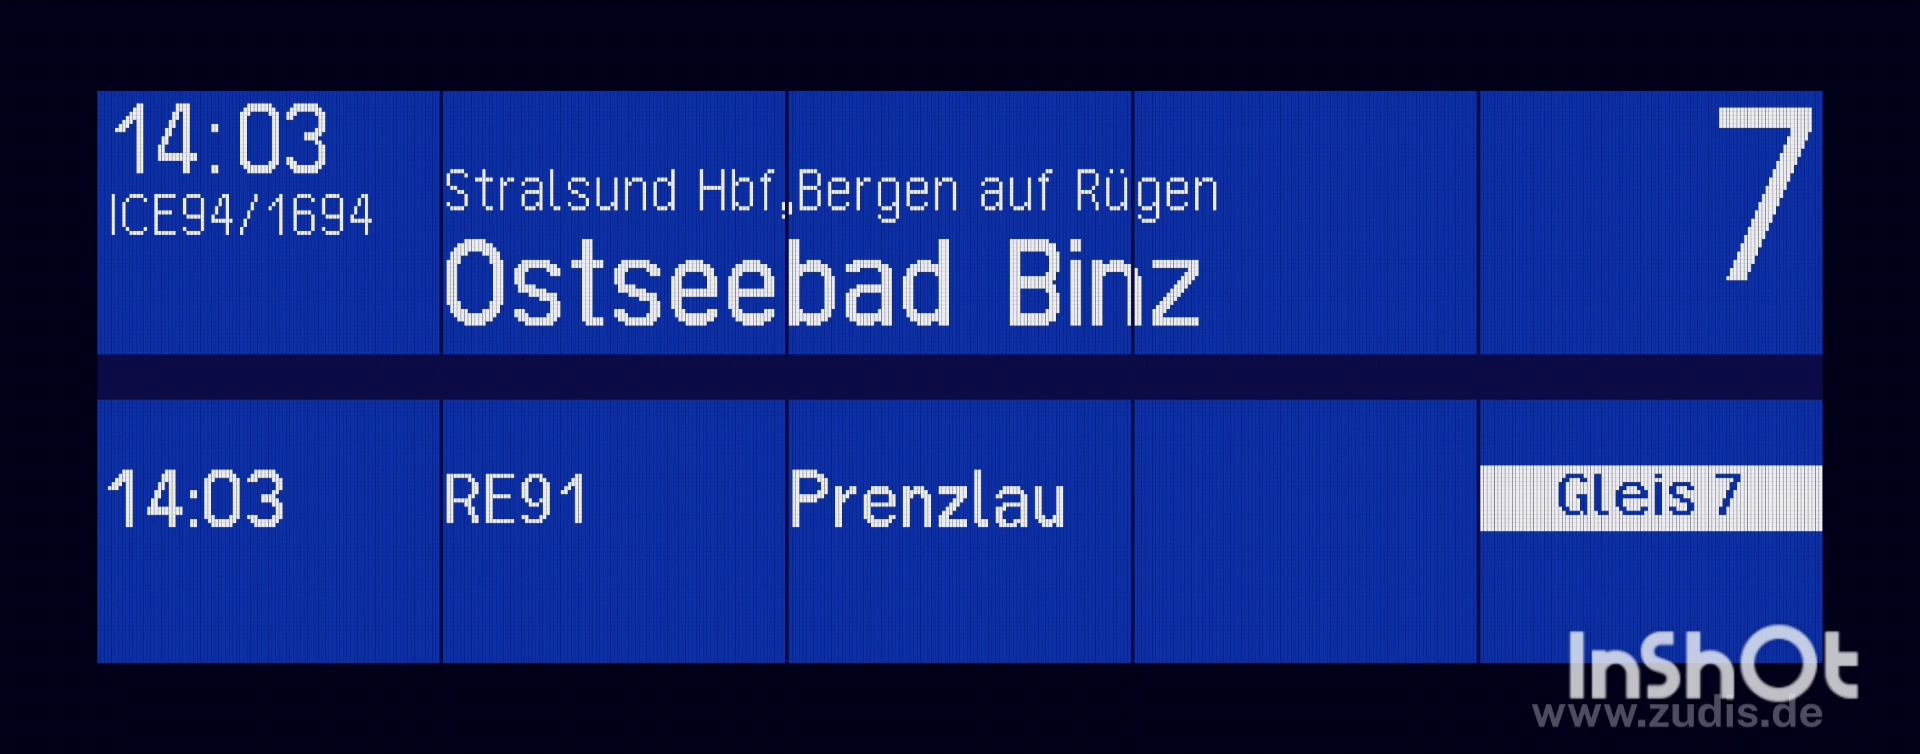 14:03
ICE94/1694
Stralsund Hbf,Bergen auf Rügen
Ostseebad Binz
7
14:03 RE91 Prenzlau Gleis 7
InShOt
www.zudis.de